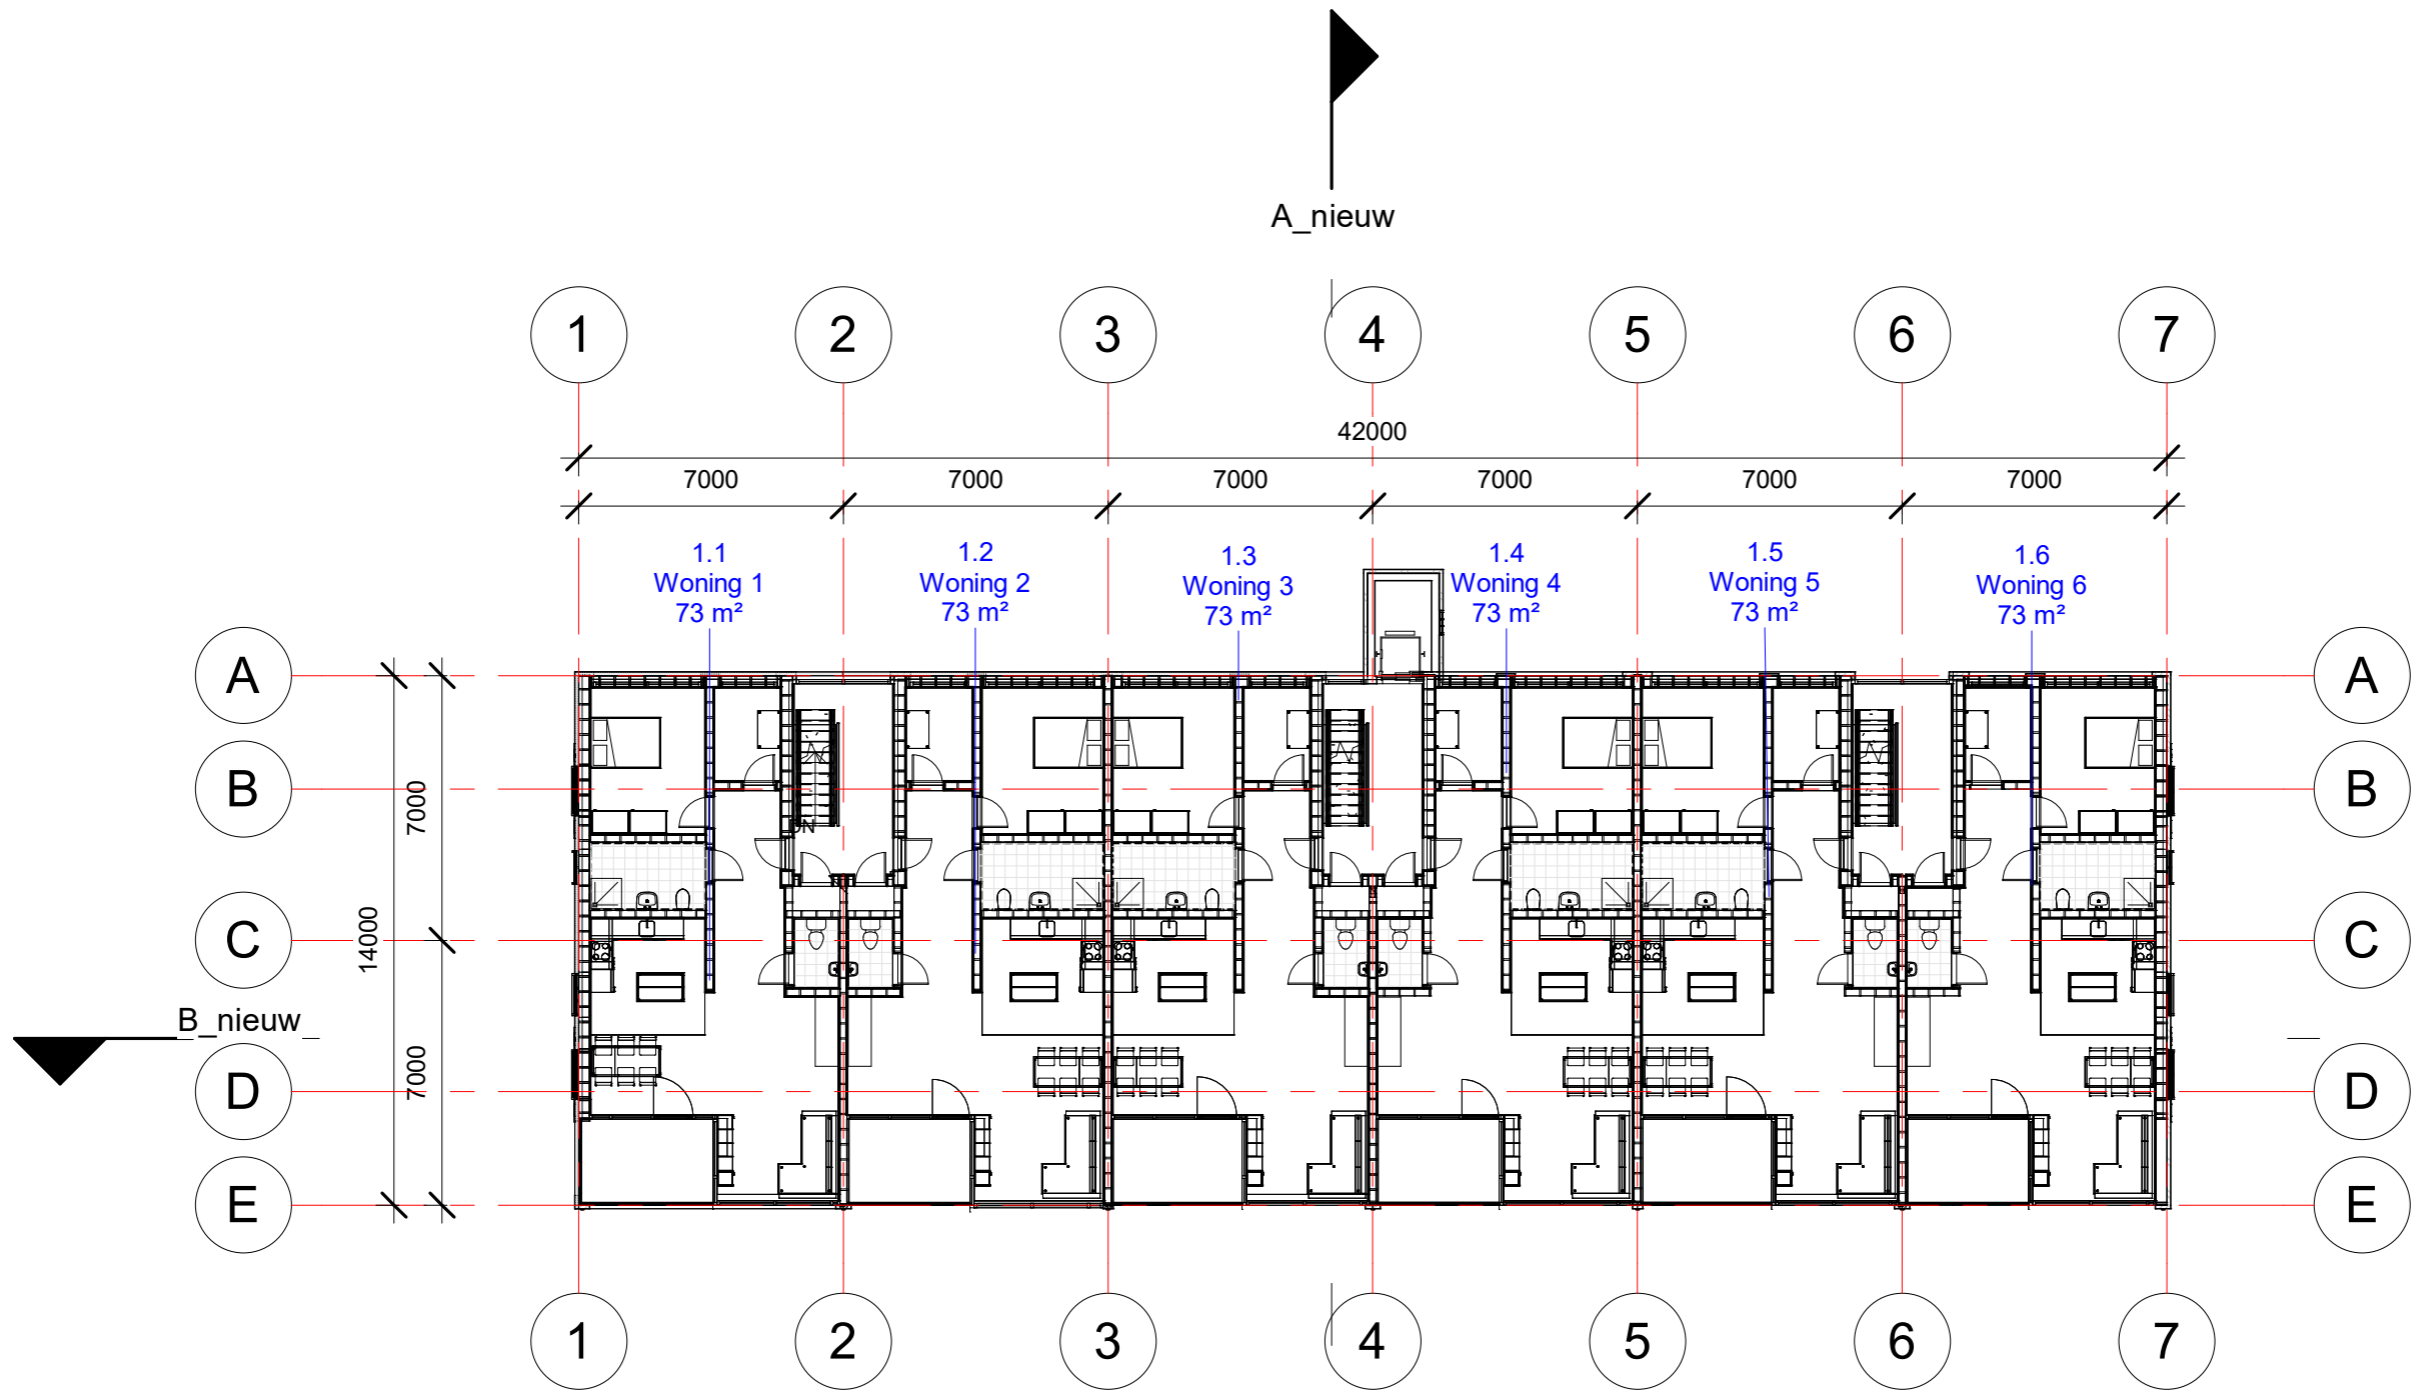 A_nieuw
1 2 3 4 5 6 7
42000
7000 7000 7000 7000 7000 7000
1.1
Woning 1
73 m²
1.2
Woning 2
73 m²
1.3
Woning 3
73 m²
1.4
Woning 4
73 m²
1.5
Woning 5
73 m²
1.6
Woning 6
73 m²
A A
B B
7000
DN
C C
14000
B_nieuw
7000
D D
E E
1 2 3 4 5 6 7